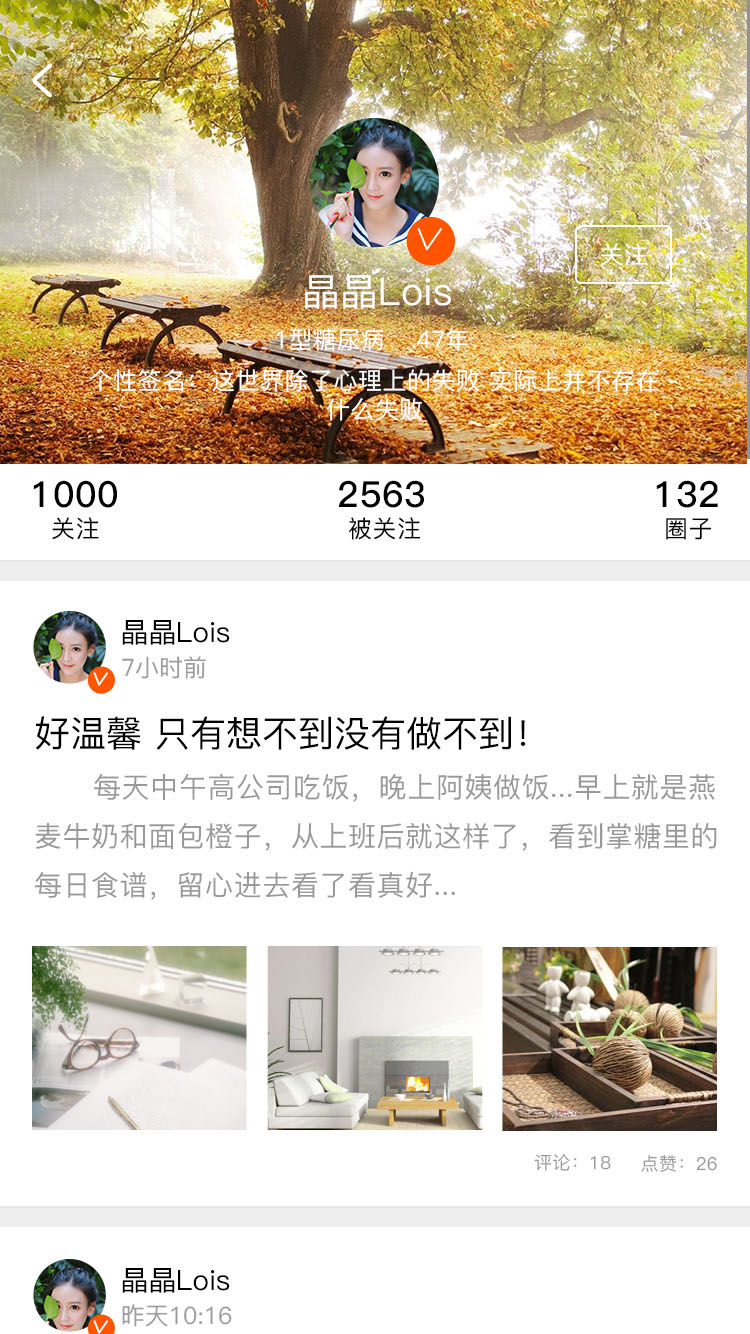 关注
晶晶Lois
1型糖尿病 47年
个性签名：这世界除了心理上的失败 实际上并不存在
什么失败
1000
2563
132
关注
被关注
圈子
晶晶Lois
7小时前
好温馨 只有想不到没有做不到！
每天中午高公司吃饭，晚上阿姨做饭...早上就是燕
麦牛奶和面包橙子，从上班后就这样了，看到掌糖里的
每日食谱，留心进去看了看真好...
评论：18 点赞：26
晶晶Lois
昨天10:16